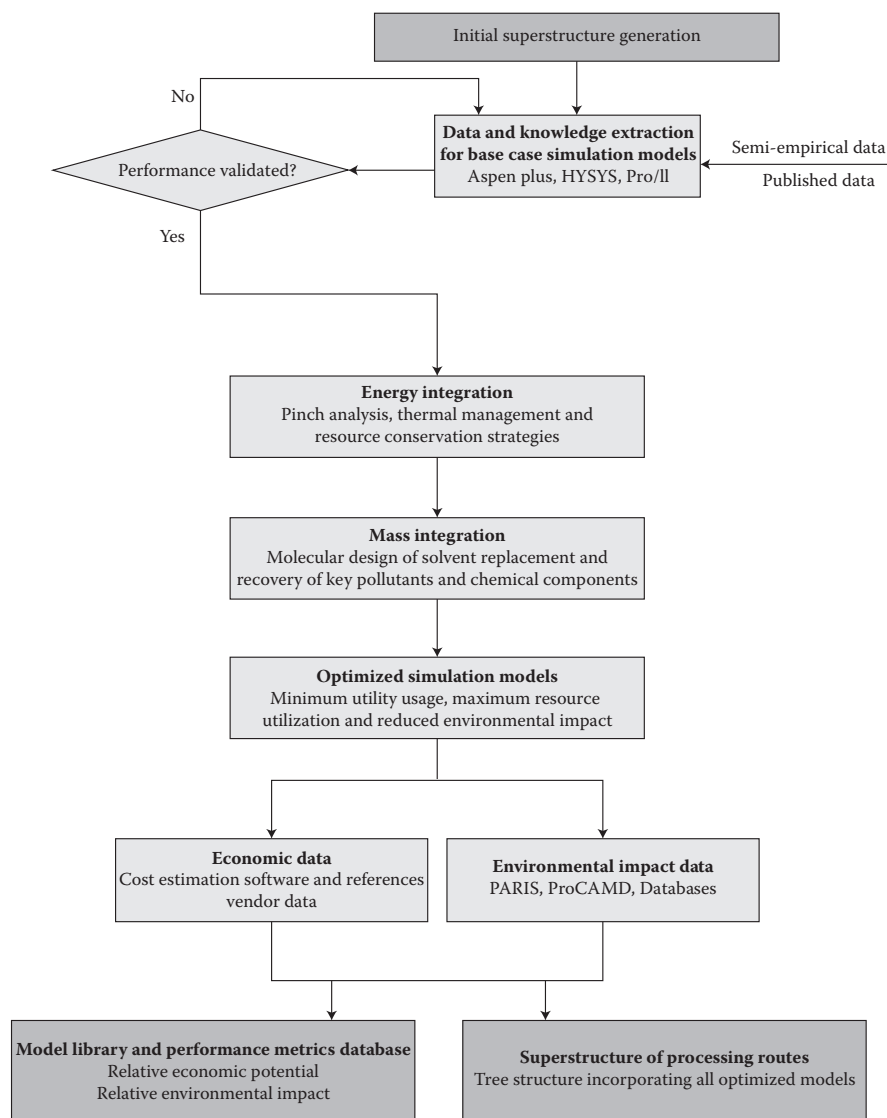 Initial superstructure generation
No
Data and knowledge extraction
for base case simulation models
Aspen plus, HYSYS, Pro/ll
Semi-empirical data
Published data
Performance validated?
Yes
Energy integration
Pinch analysis, thermal management and
resource conservation strategies
Mass integration
Molecular design of solvent replacement and
recovery of key pollutants and chemical components
Optimized simulation models
Minimum utility usage, maximum resource
utilization and reduced environmental impact
Economic data
Cost estimation software and references
vendor data
Environmental impact data
PARIS, ProCAMD, Databases
Model library and performance metrics database
Relative economic potential
Relative environmental impact
Superstructure of processing routes
Tree structure incorporating all optimized models